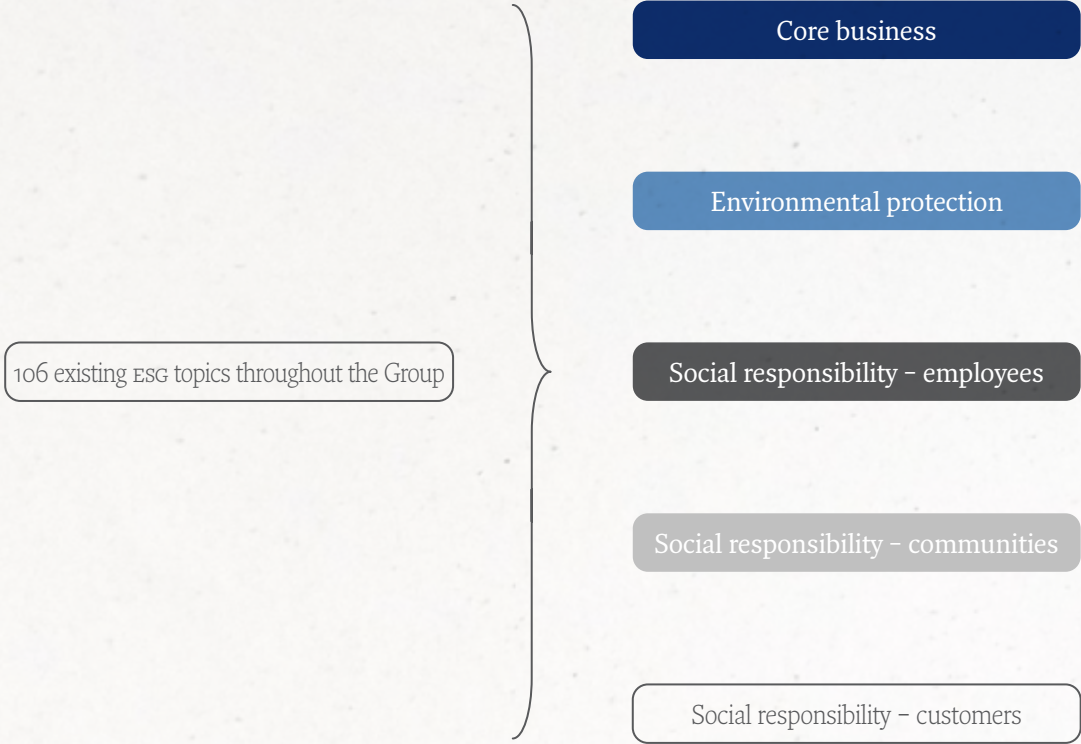 Core business
Environmental protection
106 existing ESG topics throughout the Group
Social responsibility – employees
Social responsibility – communities
Social responsibility – customers